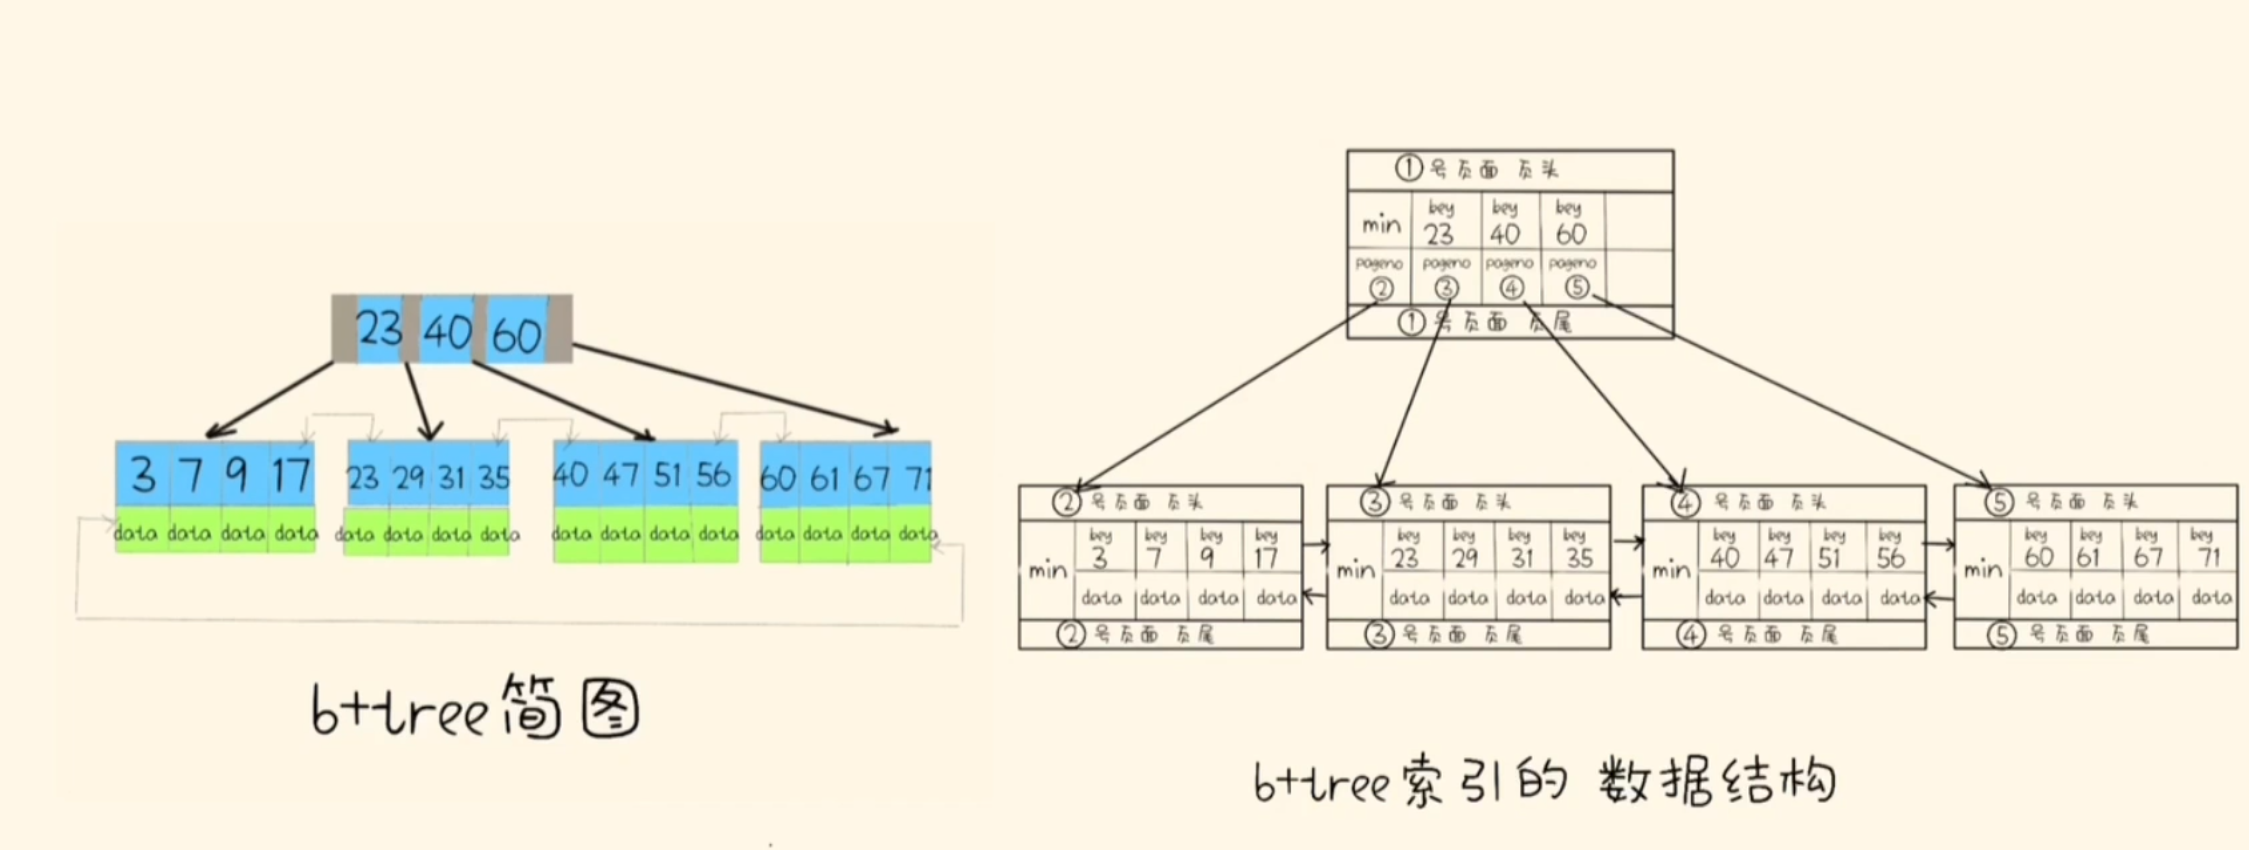 23 40 60
3 7 9 17 23 29 31 35 40 47 51 56 60 61 67 71
data data data data data data data data data data data data data data data data
b+tree简图
①号页面 页头
key key key
min 23 40 60
pageno pageno pageno pageno
② ③ ④ ⑤
①号页面 页尾
②号页面 页头
key key key key
3 7 9 17
min
data data data data
②号页面 页尾
③号页面 页头
key key key key
23 29 31 35
min
data data data data
③号页面 页尾
④号页面 页头
key key key key
40 47 51 56
min
data data data data
④号页面 页尾
⑤号页面 页头
key key key key
60 61 67 71
min
data data data data
⑤号页面 页尾
b+tree索引的 数据结构